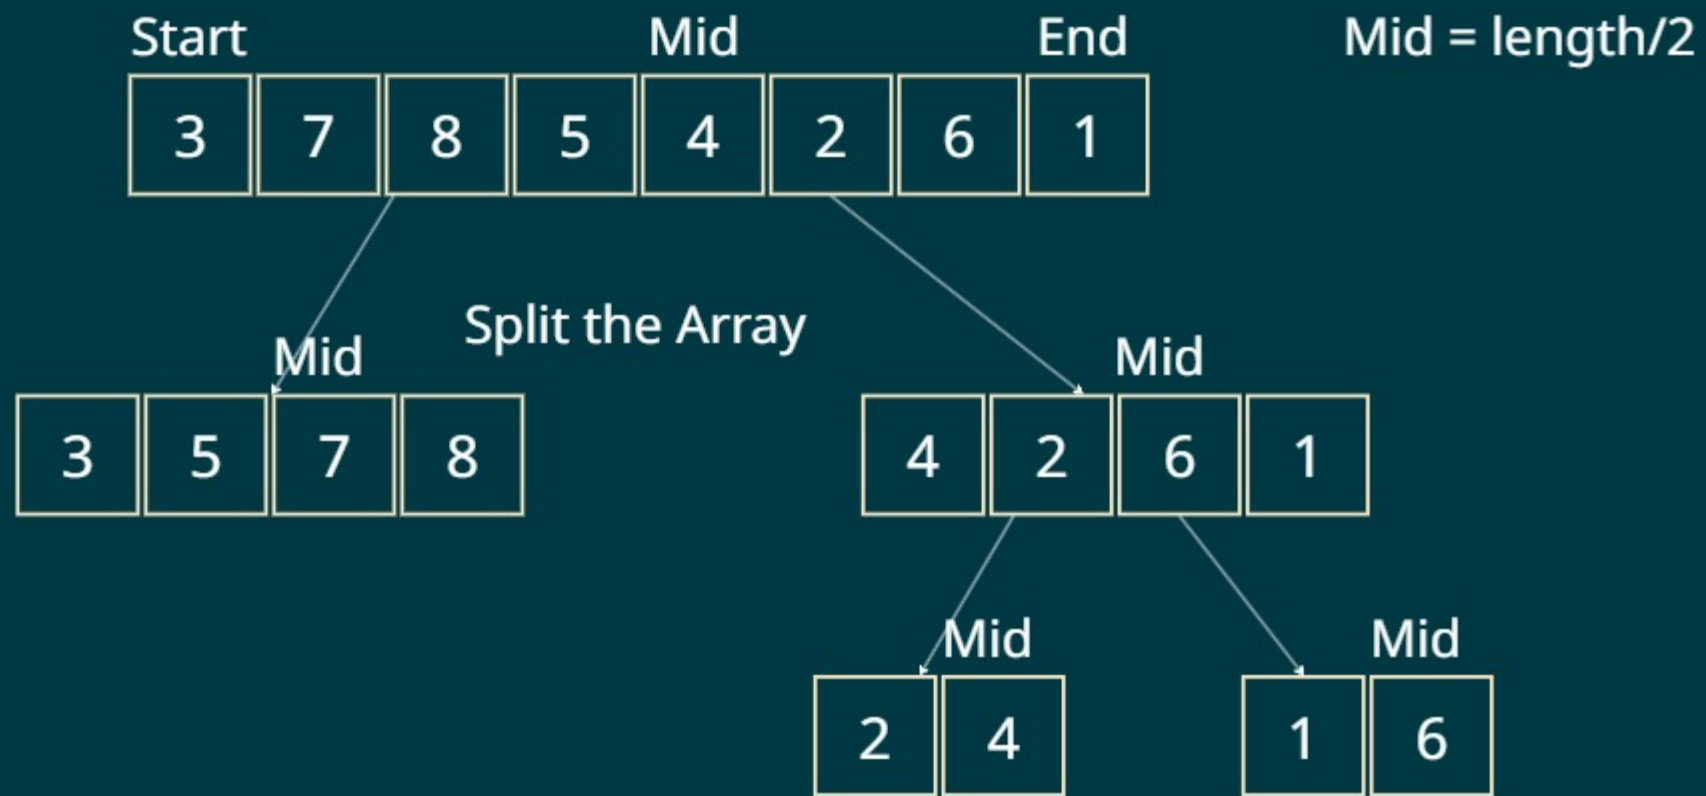 Start Mid End Mid = length/2
3 7 8 5 4 2 6 1
Split the Array
Mid Mid
3 5 7 8 4 2 6 1
Mid Mid
2 4 1 6